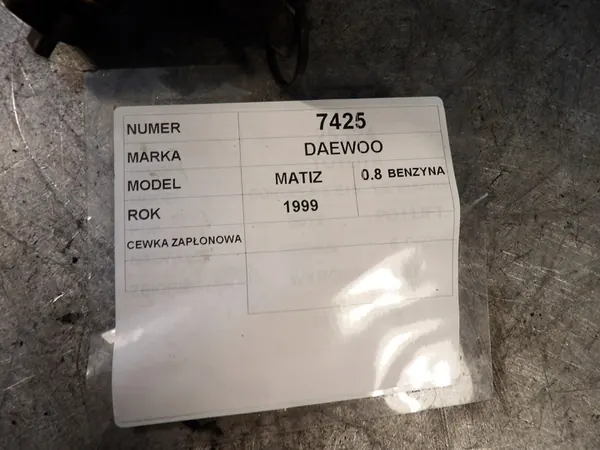 NUMER 7425
MARKA DAEWOO
MODEL MATIZ 0.8 BENZYNA
ROK 1999
CEWKA ZAPŁONOWA